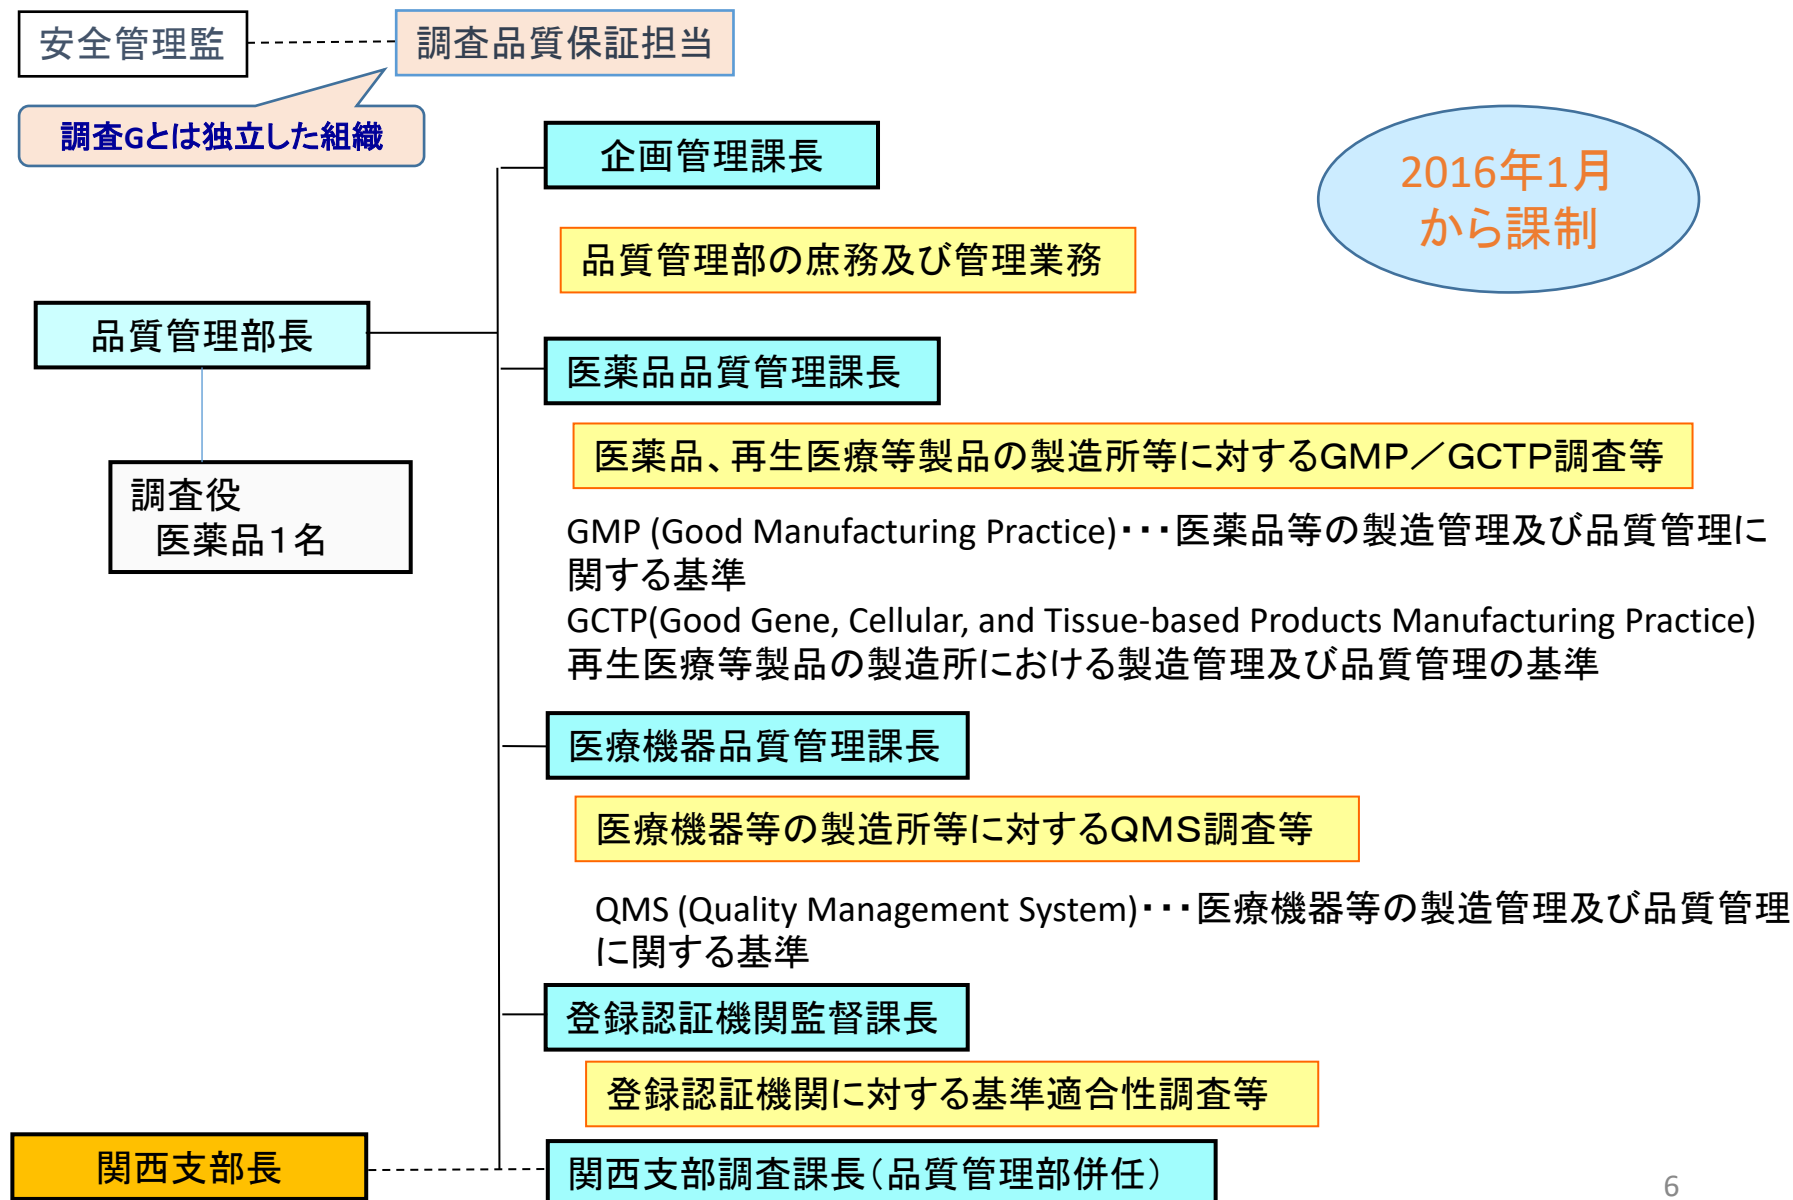 安全管理監
調査品質保証担当
調査Gとは独立した組織
企画管理課長
2016年1月
から課制
品質管理部の庶務及び管理業務
品質管理部長
医薬品品質管理課長
医薬品、再生医療等製品の製造所等に対するGMP／GCTP調査等
調査役
医薬品1名
GMP (Good Manufacturing Practice)・・・医薬品等の製造管理及び品質管理に
関する基準
GCTP(Good Gene, Cellular, and Tissue-based Products Manufacturing Practice)
再生医療等製品の製造所における製造管理及び品質管理の基準
医療機器品質管理課長
医療機器等の製造所等に対するQMS調査等
QMS (Quality Management System)・・・医療機器等の製造管理及び品質管理
に関する基準
登録認証機関監督課長
登録認証機関に対する基準適合性調査等
関西支部長
関西支部調査課長（品質管理部併任）
6